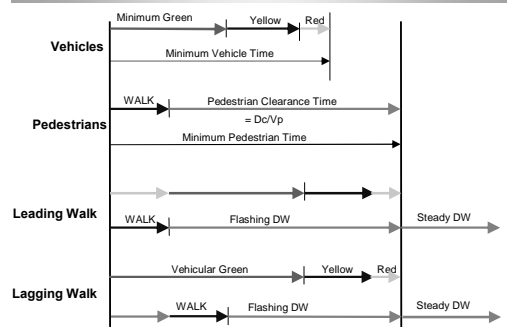 Minimum Green Yellow Red
Vehicles
Minimum Vehicle Time
WALK Pedestrian Clearance Time
= Dc/Vp
Pedestrians
Minimum Pedestrian Time
Leading Walk
WALK Flashing DW Steady DW
Vehicular Green Yellow Red
Lagging Walk
WALK Flashing DW Steady DW